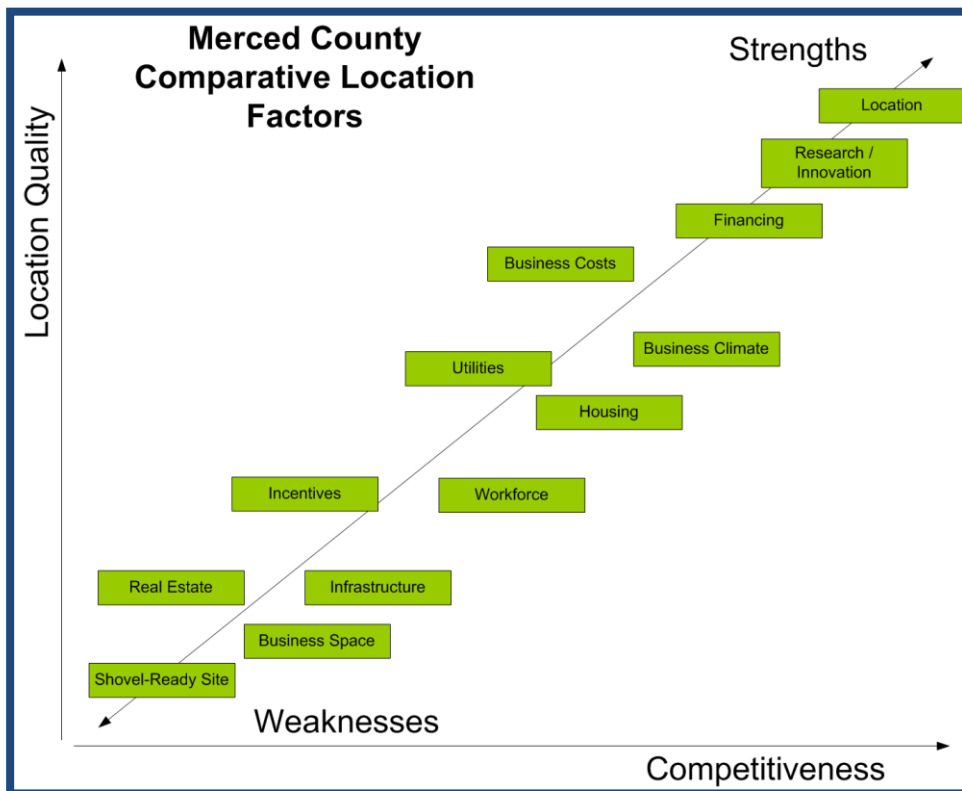 Merced County
Comparative Location
Factors
Strengths
Location
Research /
Innovation
Financing
Business Costs
Business Climate
Utilities
Housing
Incentives
Workforce
Real Estate
Infrastructure
Business Space
Shovel-Ready Site
Weaknesses
Location Quality
Competitiveness